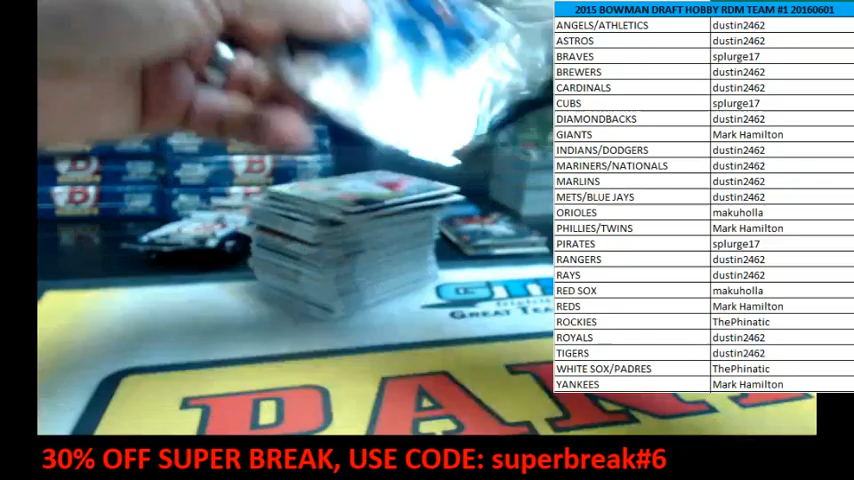 2015 BOWMAN DRAFT HOBBY RDM TEAM #1 20160601
ANGELS/ATHLETICS dustin2462
ASTROS dustin2462
BRAVES splurge17
BREWERS dustin2462
CARDINALS dustin2462
CUBS splurge17
DIAMONDBACKS dustin2462
GIANTS Mark Hamilton
INDIANS/DODGERS dustin2462
MARINERS/NATIONALS dustin2462
MARLINS dustin2462
METS/BLUE JAYS dustin2462
ORIOLES makuholla
PHILLIES/TWINS Mark Hamilton
PIRATES splurge17
RANGERS dustin2462
RAYS dustin2462
RED SOX makuholla
REDS Mark Hamilton
ROCKIES ThePhinatic
ROYALS dustin2462
TIGERS dustin2462
WHITE SOX/PADRES ThePhinatic
YANKEES Mark Hamilton
GREAT TEA
PANI
30% OFF SUPER BREAK, USE CODE: superbreak#6